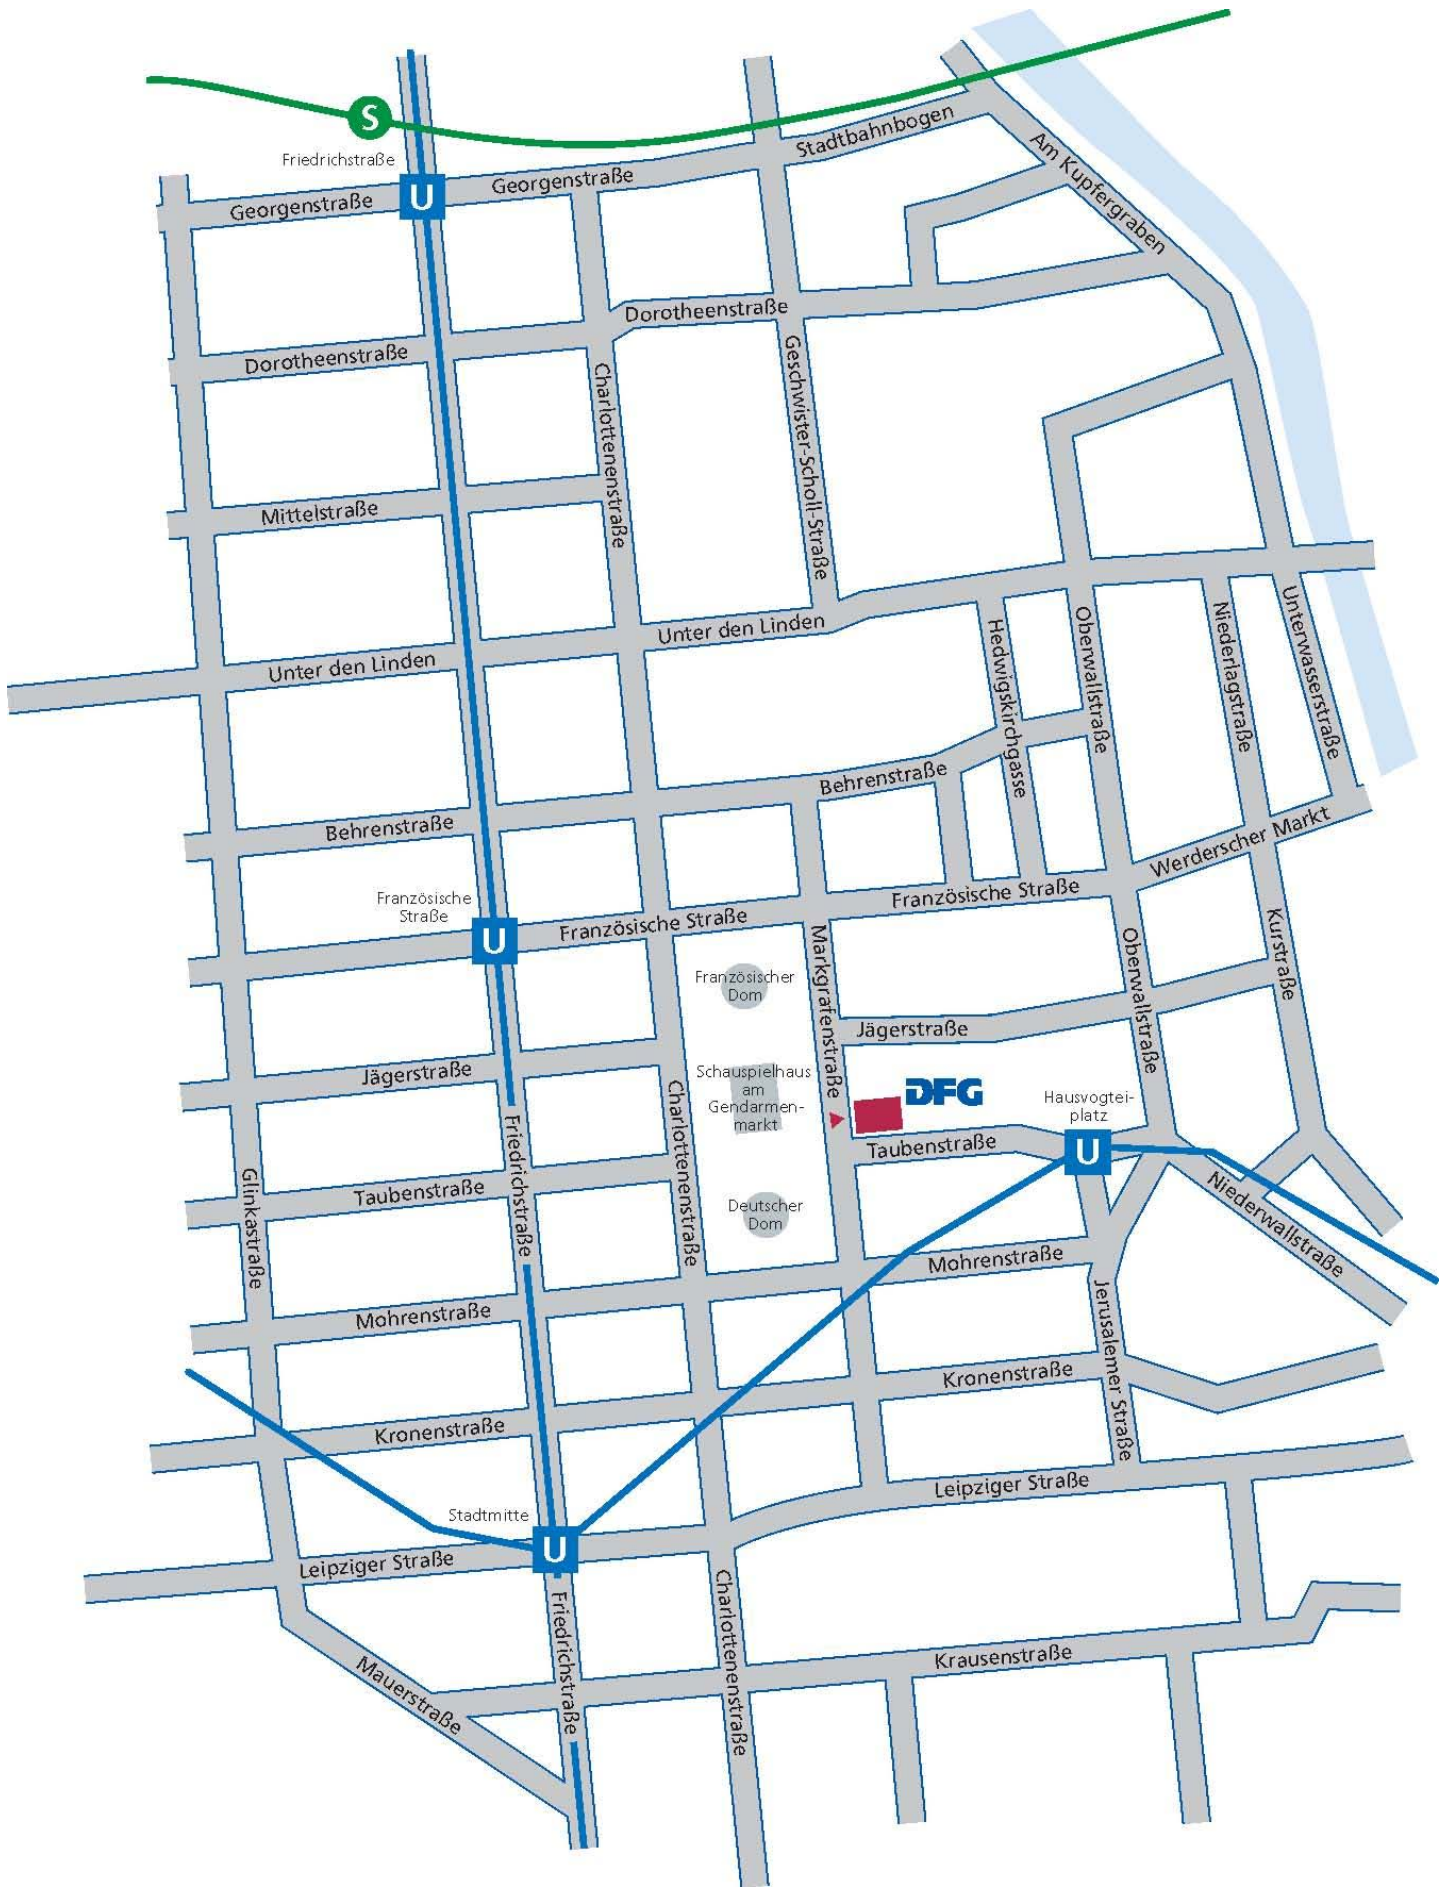 S
Friedrichstraße
U
Georgenstraße
Georgenstraße
Stadtbahnbogen
Am Kupfergraben
Dorotheenstraße
Dorotheenstraße
Charlottenenstraße
Geschwister-Scholl-Straße
Mittelstraße
Unter den Linden
Unter den Linden
Hedwigskirchgasse
Oberwallstraße
Niederlagstraße
Unterwasserstraße
Behrenstraße
Behrenstraße
Werderscher Markt
Französische
Straße
U
Französische Straße
Französische Straße
Markgrafenstraße
Oberwallstraße
Kurstraße
Französischer
Dom
Jägerstraße
Jägerstraße
Schauspielhaus
am
Gendarmen-
markt
DFG
Hausvogtei-
platz
U
Charlottenenstraße
Friedrichstraße
Glinkastraße
Taubenstraße
Taubenstraße
Niederwallstraße
Deutscher
Dom
Mohrenstraße
Mohrenstraße
Jerusalemer Straße
Kronenstraße
Kronenstraße
Stadtmitte
U
Leipziger Straße
Leipziger Straße
Friedrichstraße
Charlottenenstraße
Mauerstraße
Krausenstraße